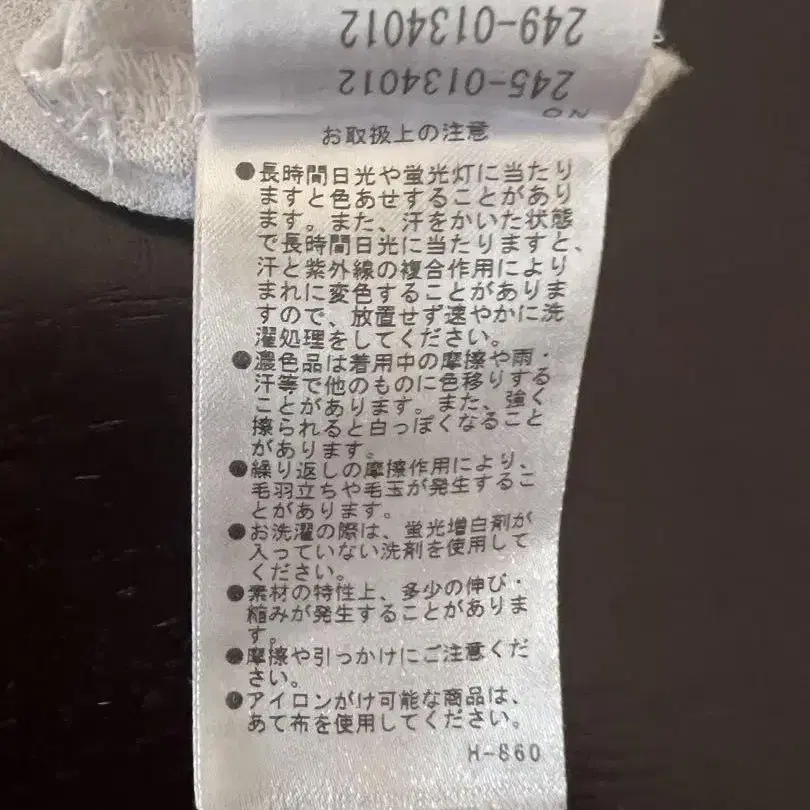 249-0134012
245-0134012
NO
お取扱上の注意
●長時間日光や蛍光灯に当たり
ますと色あせすることがあり
ます。また、汗をかいた状態
で長時間日光に当たりますと、
汗と紫外線の複合作用により
まれに変色することがありま
すので、放置せず速やかに洗
濯処理をしてください。
●濃色品は着用中の摩擦や雨・
汗等で他のものに色移りする
ことがあります。また、強く
擦られると白っぽくなること
があります。
●繰り返しの摩擦作用により、
毛羽立ちや毛玉が発生するこ
とがあります。
●お洗濯の際は、蛍光増白剤が
入っていない洗剤を使用して
ください。
●素材の特性上、多少の伸び・
縮みが発生することがありま
す。
●摩擦や引っかけにご注意くだ
さい。
●アイロンがけ可能な商品は、
あて布を使用してください。
H-860